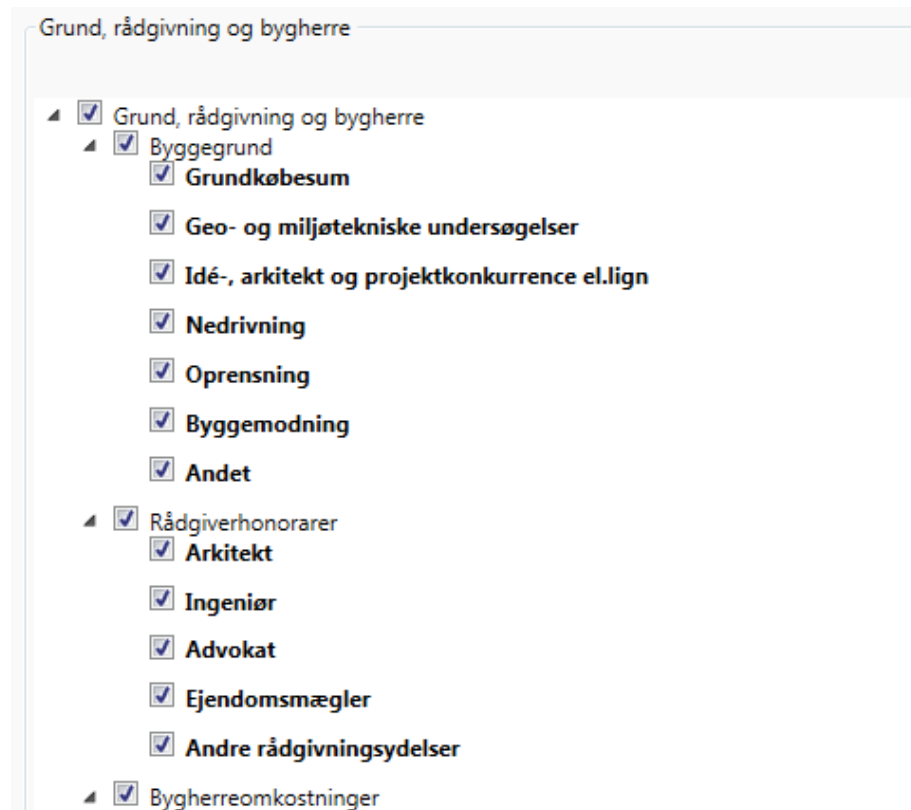 Grund, rådgivning og bygherre
Grund, rådgivning og bygherre
Byggegrund
Grundkøbesum
Geo- og miljøtekniske undersøgelser
Idé-, arkitekt og projektkonkurrence el.lign
Nedrivning
Oprensning
Byggemodning
Andet
Rådgiverhonorarer
Arkitekt
Ingeniør
Advokat
Ejendomsmægler
Andre rådgivningsydelser
Bygherreomkostninger